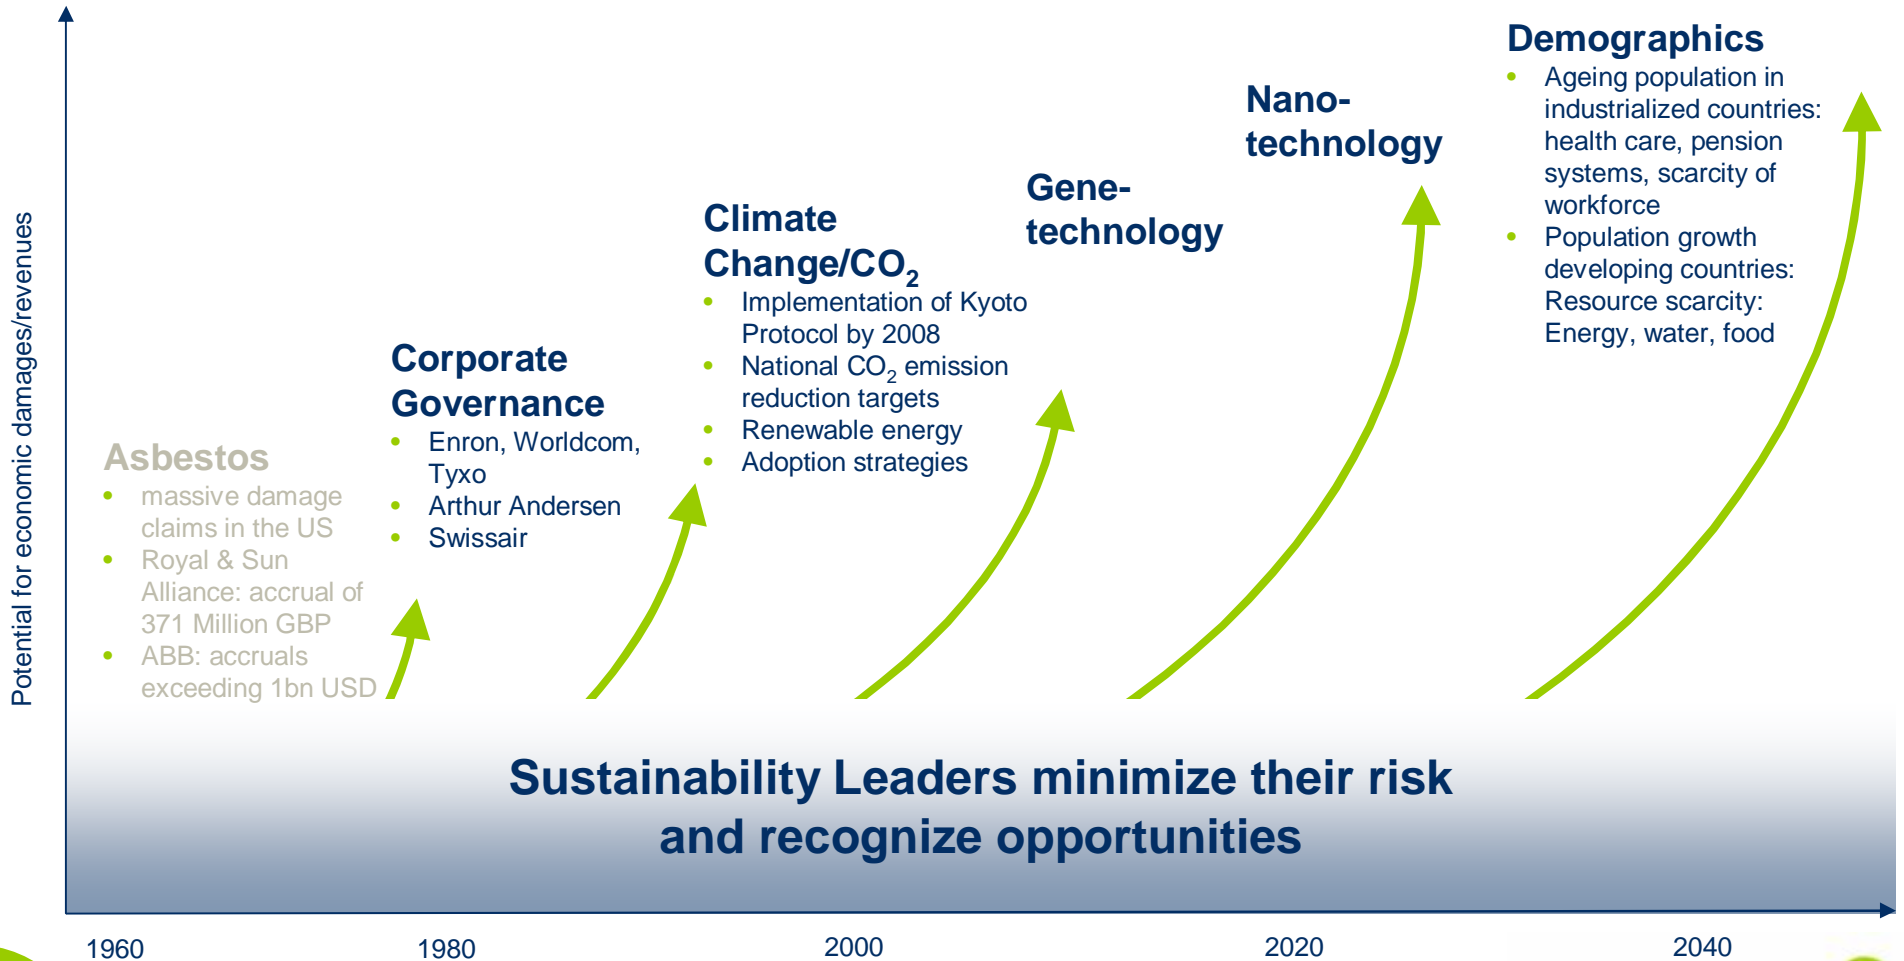 Potential for economic damages/revenues
Asbestos
• massive damage
claims in the US
• Royal & Sun
Alliance: accrual of
371 Million GBP
• ABB: accruals
exceeding 1bn USD
Corporate
Governance
• Enron, Worldcom,
Tyxo
• Arthur Andersen
• Swissair
Climate
Change/CO₂
• Implementation of Kyoto
Protocol by 2008
• National CO₂ emission
reduction targets
• Renewable energy
• Adoption strategies
Gene-
technology
Nano-
technology
Demographics
• Ageing population in
industrialized countries:
health care, pension
systems, scarcity of
workforce
• Population growth
developing countries:
Resource scarcity:
Energy, water, food
Sustainability Leaders minimize their risk
and recognize opportunities
1960
1980
2000
2020
2040